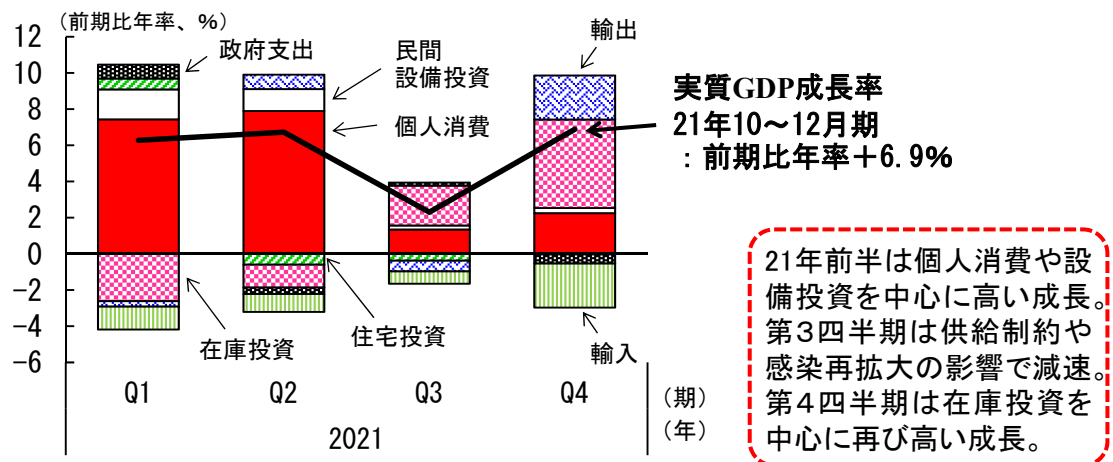 （前期比年率、％）
12
10
8
6
4
2
0
−2
−4
−6
政府支出
民間
設備投資
個人消費
輸出
実質GDP成長率
21年10～12月期
：前期比年率＋6.9％
在庫投資
住宅投資
輸入
Q1 Q2 Q3 Q4 （期）
2021 （年）
21年前半は個人消費や設
備投資を中心に高い成長。
第３四半期は供給制約や
感染再拡大の影響で減速。
第４四半期は在庫投資を
中心に再び高い成長。